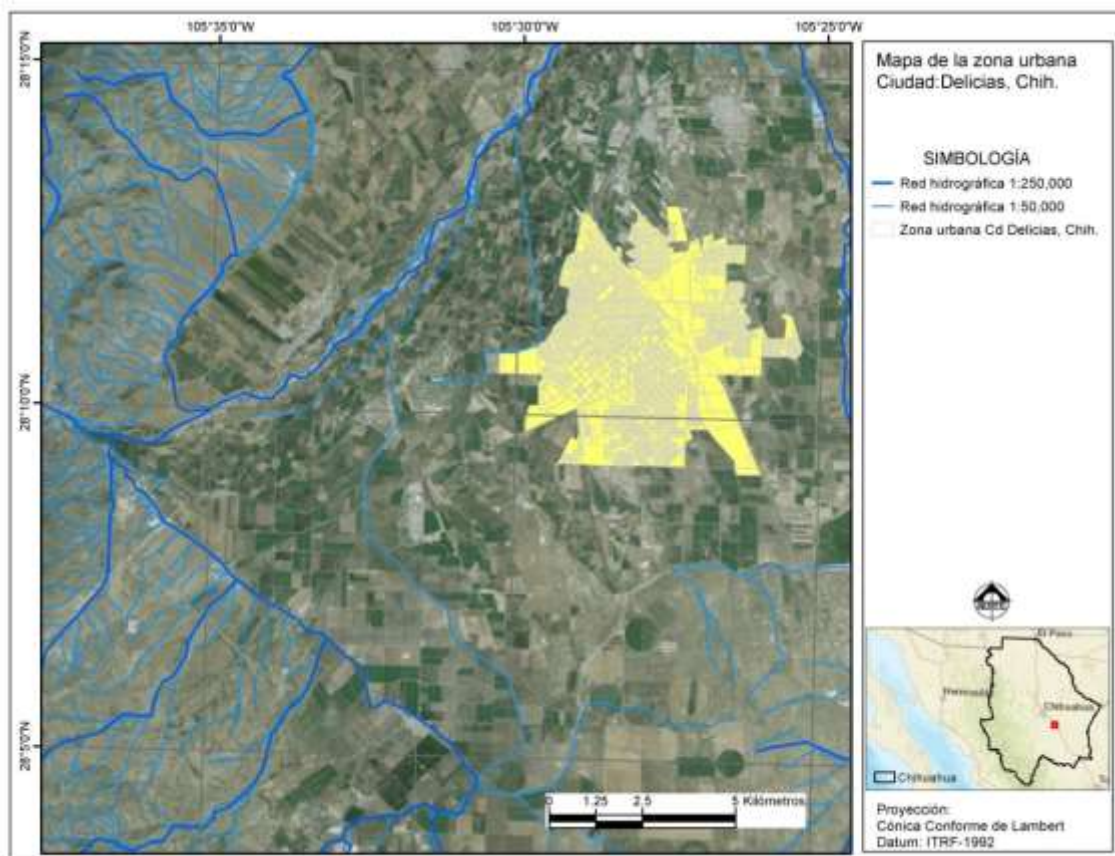 105°35'0"W
105°30'0"W
105°25'0"W
28°15'0"N
28°10'0"N
28°5'0"N
Mapa de la zona urbana
Ciudad:Delicias, Chih.
SIMBOLOGÍA
Red hidrográfica 1:250,000
Red hidrográfica 1:50,000
Zona urbana Cd Delicias, Chih.
0 1.25 2.5 5 Kilómetros
El Paso
Hermosillo
Chihuahua
Chihuahua
Proyección:
Cónica Conforme de Lambert
Datum: ITRF-1992